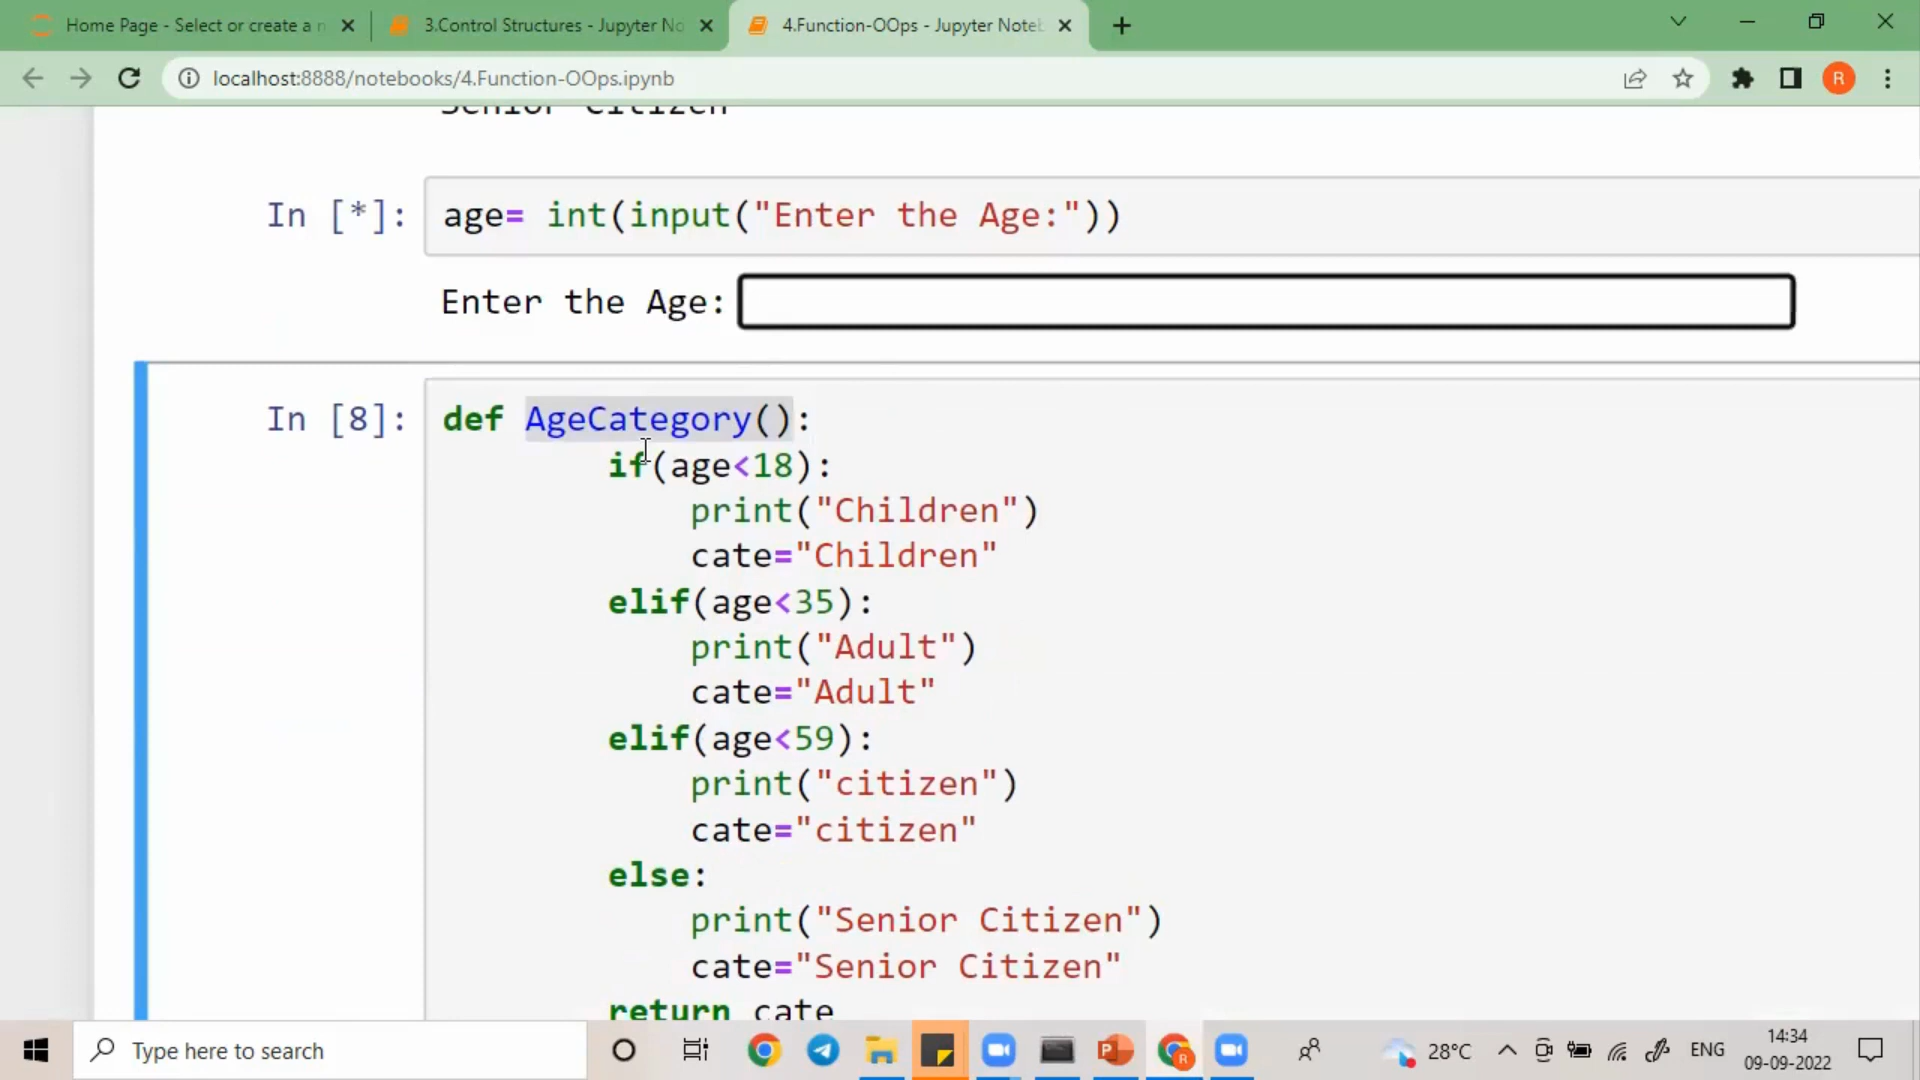 Home Page - Select or create a n
3.Control Structures - Jupyter No
4.Function-OOps - Jupyter Noteb
localhost:8888/notebooks/4.Function-OOps.ipynb
R
Senior Citizen
In [*]: age= int(input("Enter the Age:"))
Enter the Age:
In [8]: def AgeCategory():
if(age<18):
print("Children")
cate="Children"
elif(age<35):
print("Adult")
cate="Adult"
elif(age<59):
print("citizen")
cate="citizen"
else:
print("Senior Citizen")
cate="Senior Citizen"
return cate
Type here to search
28°C
ENG
14:34
09-09-2022